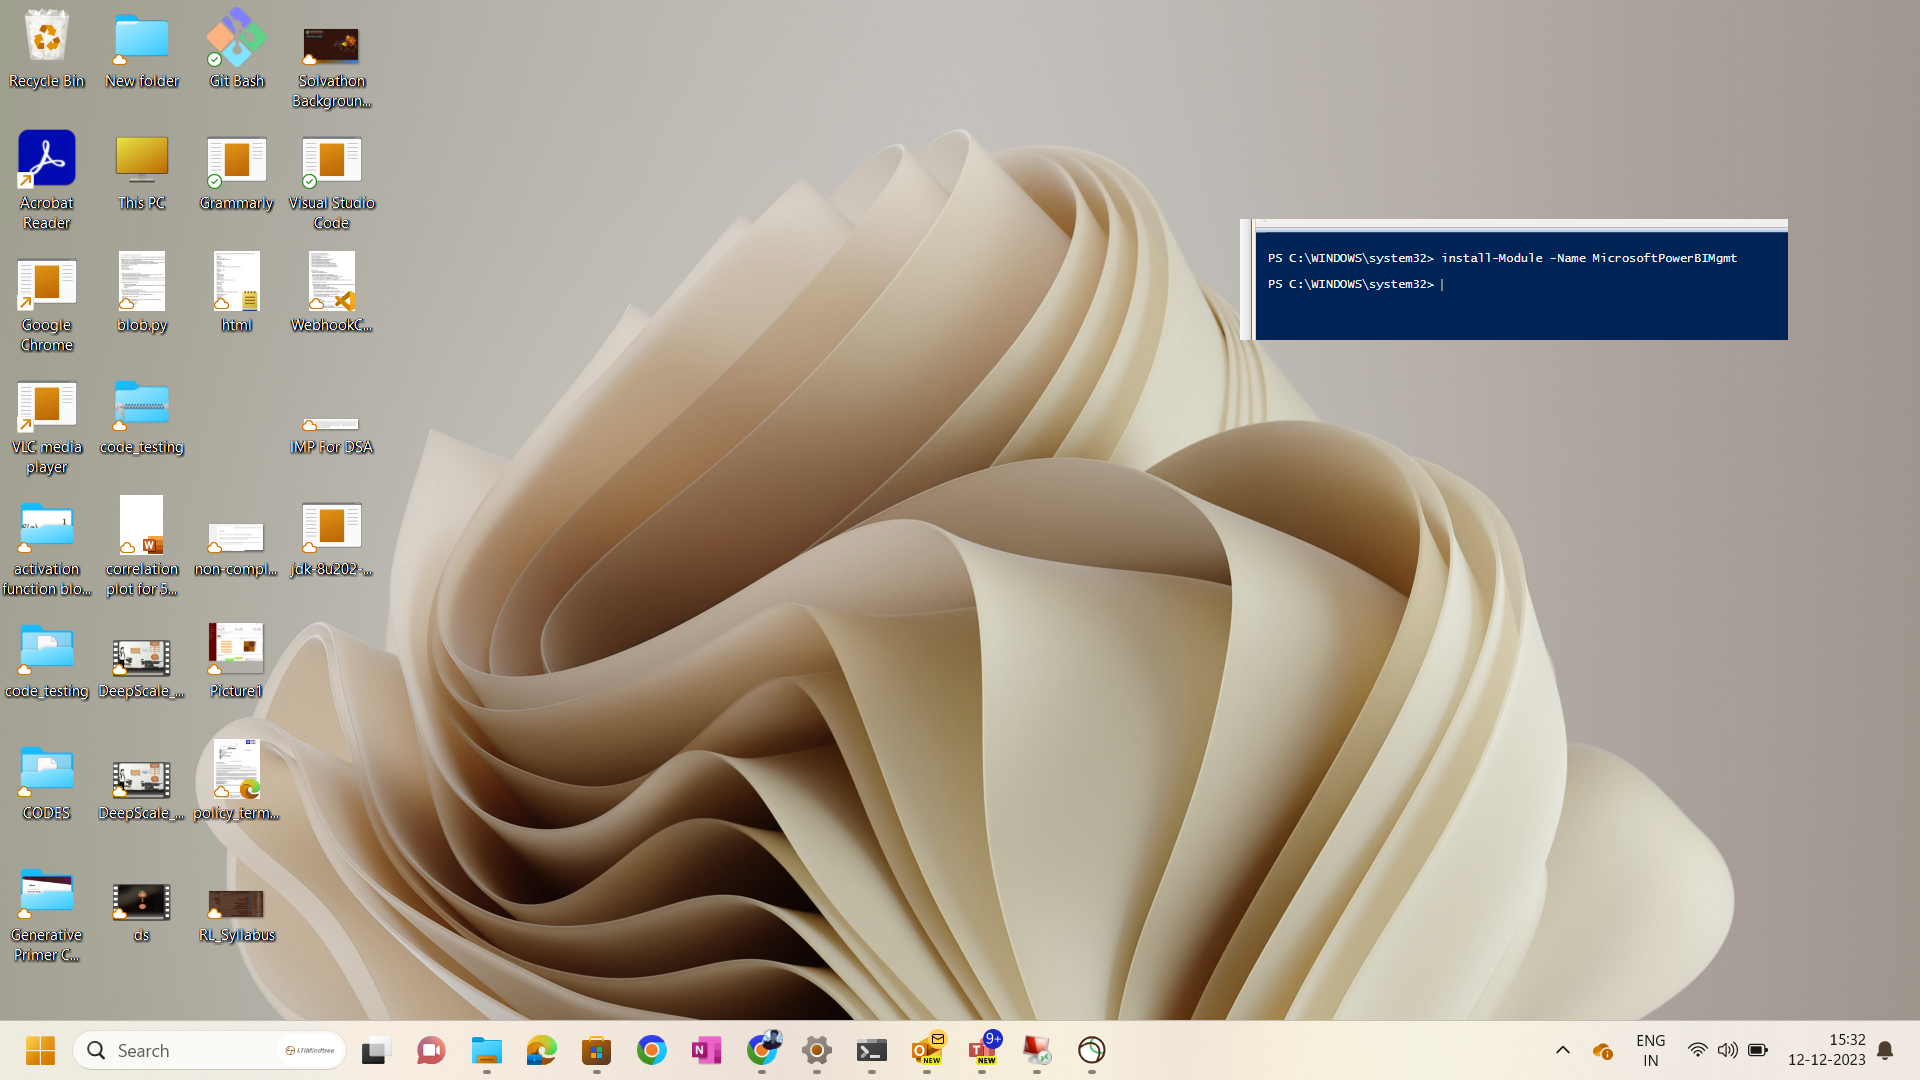 Recycle Bin
New folder
Git Bash
Solvathon
Backgroun...
Acrobat
Reader
This PC
Grammarly
Visual Studio
Code
Google
Chrome
blob.py
html
WebhookC...
VLC media
player
code_testing
IMP For DSA
activation
function blo...
correlation
plot for 5...
non-compl...
jdk-8u202-...
code_testing
DeepScale_...
Picture1
CODES
DeepScale_...
policy_term...
Generative
Primer C...
ds
RL_Syllabus
PS C:\WINDOWS\system32> install-Module -Name MicrosoftPowerBIMgmt
PS C:\WINDOWS\system32>
Search
LTIMindtree
NEW
9+
NEW
ENG
IN
15:32
12-12-2023